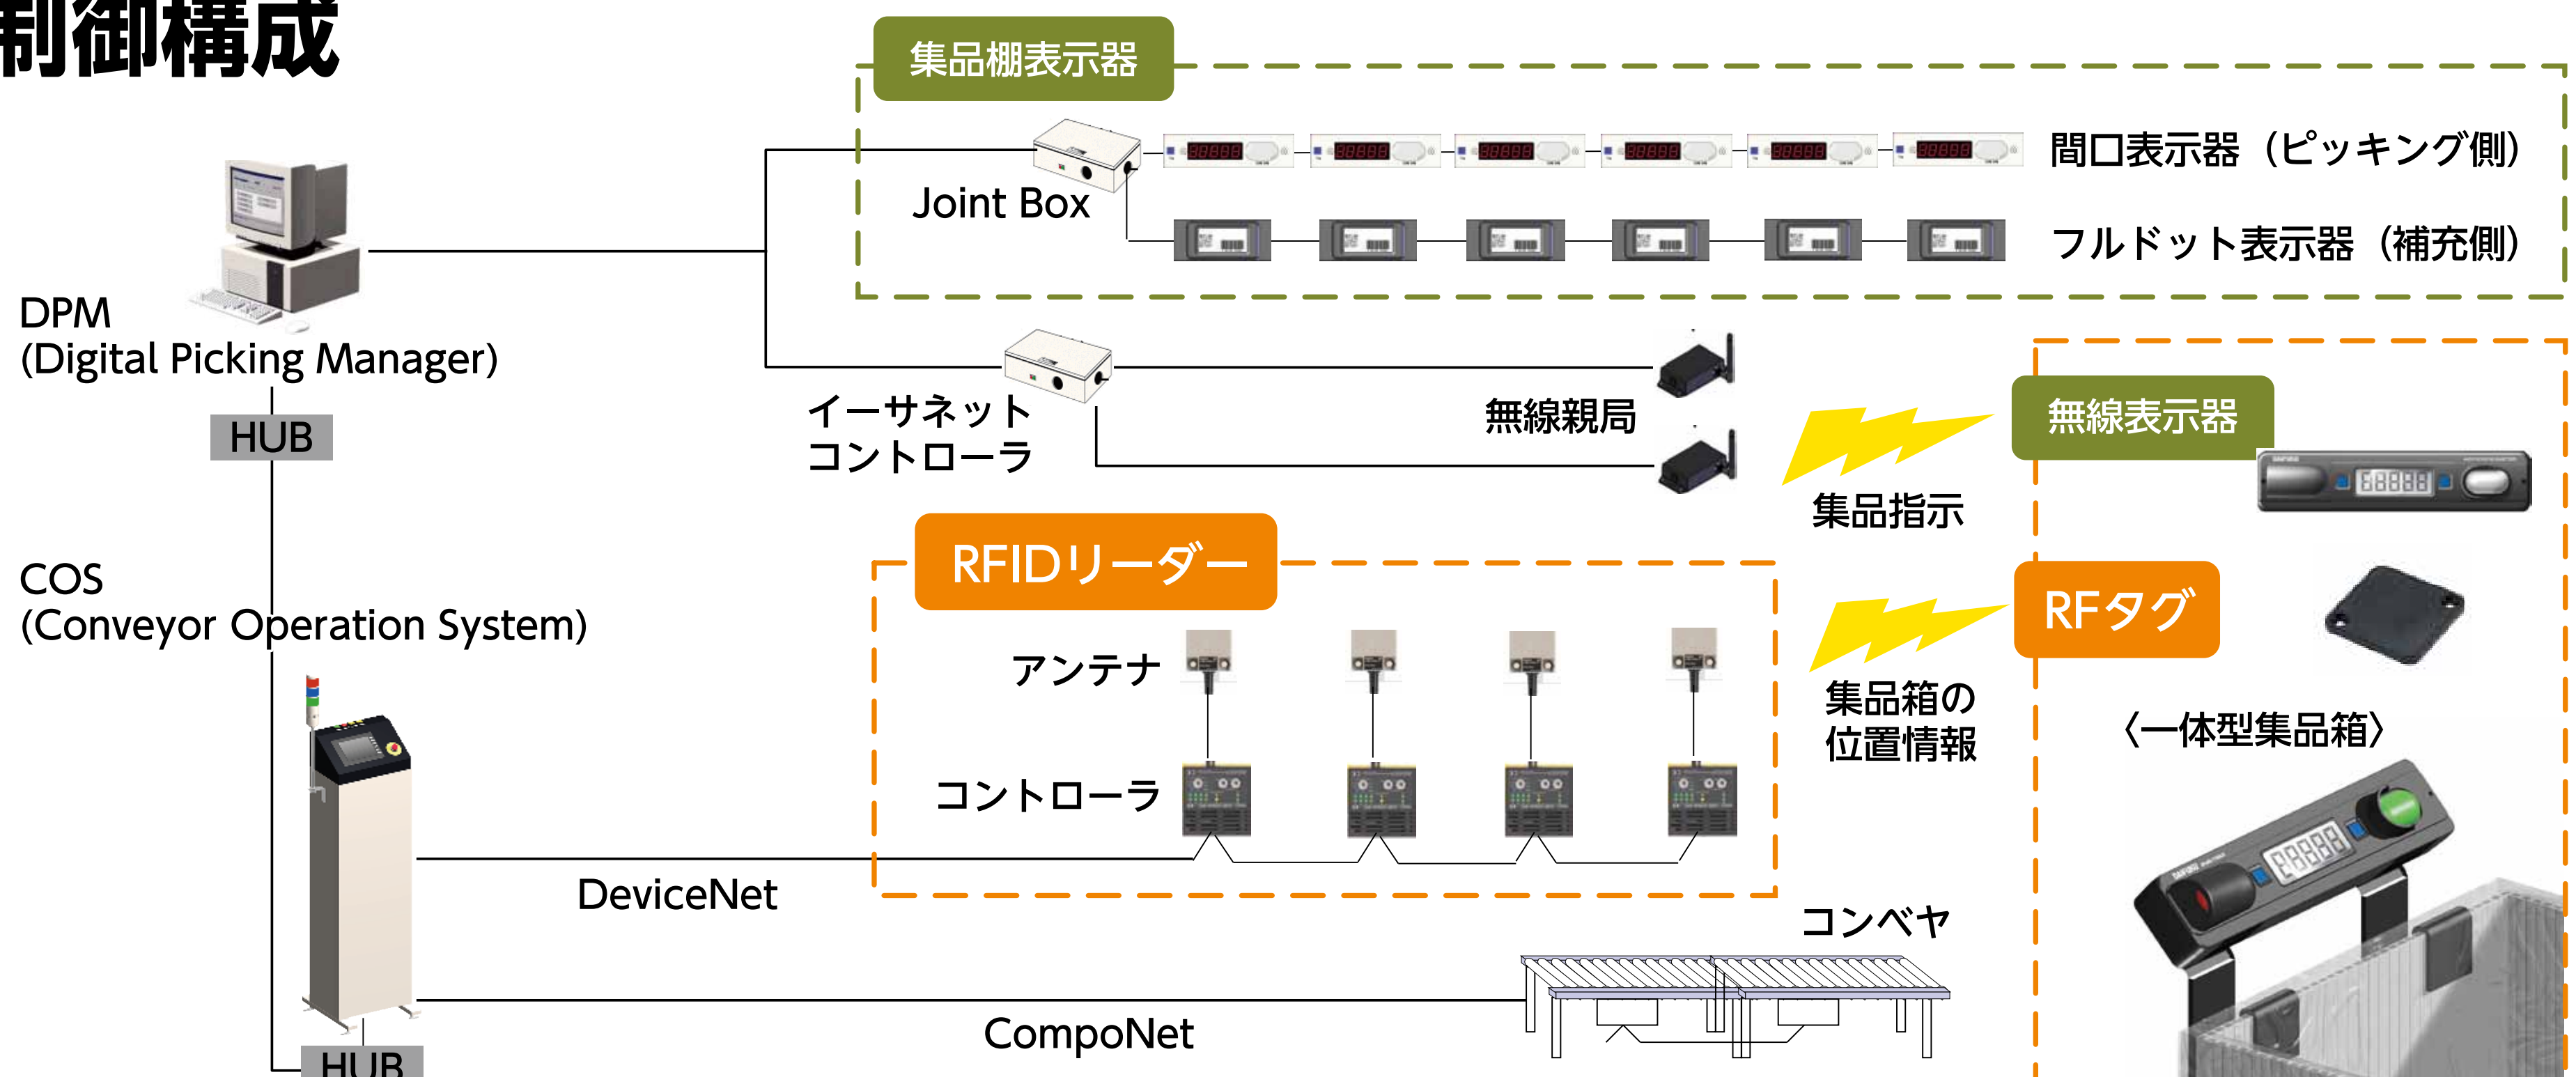 制御構成
集品棚表示器
Joint Box
間口表示器（ピッキング側）
フルドット表示器（補充側）
DPM
(Digital Picking Manager)
HUB
イーサネット
コントローラ
無線親局
集品指示
無線表示器
COS
(Conveyor Operation System)
RFIDリーダー
アンテナ
コントローラ
集品箱の
位置情報
RFタグ
〈一体型集品箱〉
DeviceNet
コンベヤ
CompoNet
HUB